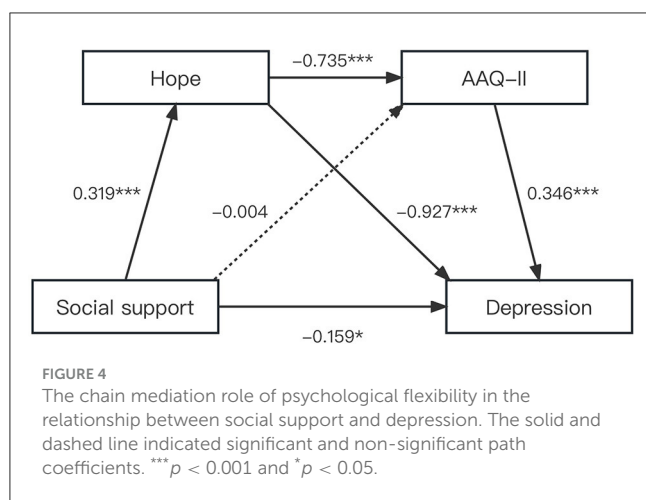 −0.735***
Hope
AAQ–II
0.319***
−0.004
−0.927***
0.346***
Social support
Depression
−0.159*
FIGURE 4
The chain mediation role of psychological flexibility in the
relationship between social support and depression. The solid and
dashed line indicated significant and non-significant path
coefficients. ***p < 0.001 and *p < 0.05.